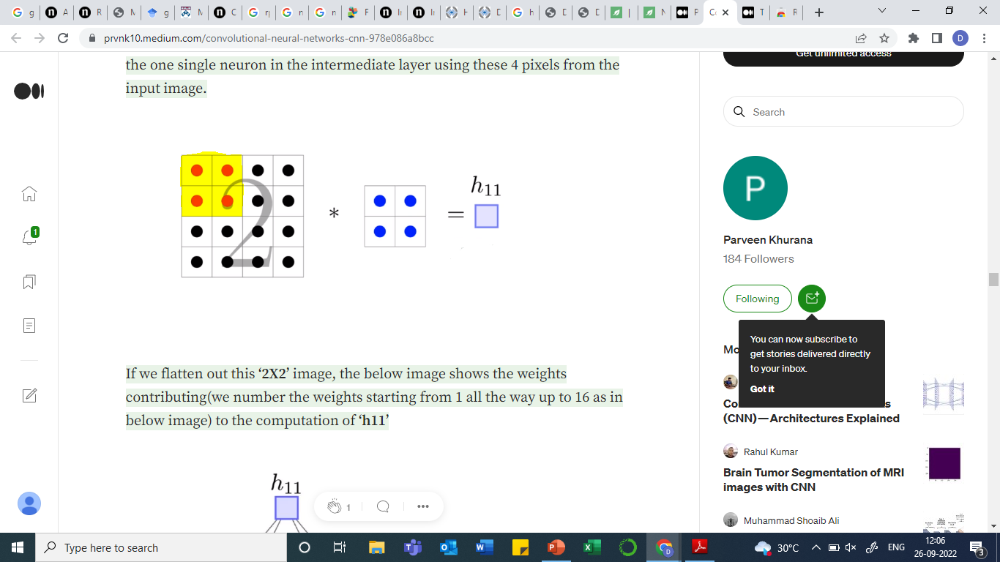 g
A
R
M
g
M
C
rj
n
n
F
Ir
Ir
H
D
h
D
D
|
N
P
C
T
R
prvnk10.medium.com/convolutional-neural-networks-cnn-978e086a8bcc
D
the one single neuron in the intermediate layer using these 4 pixels from the
input image.
2
* = h11
If we flatten out this ‘2X2’ image, the below image shows the weights
contributing(we number the weights starting from 1 all the way up to 16 as in
below image) to the computation of ‘h11’
h11
1
1
Get unlimited access
Search
P
Parveen Khurana
184 Followers
Following
You can now subscribe to
get stories delivered directly
to your inbox.
Got it
Mo
Co s
(CNN) — Architectures Explained
Rahul Kumar
Brain Tumor Segmentation of MRI
images with CNN
Muhammad Shoaib Ali
Type here to search
30°C
ENG
12:06
26-09-2022
3